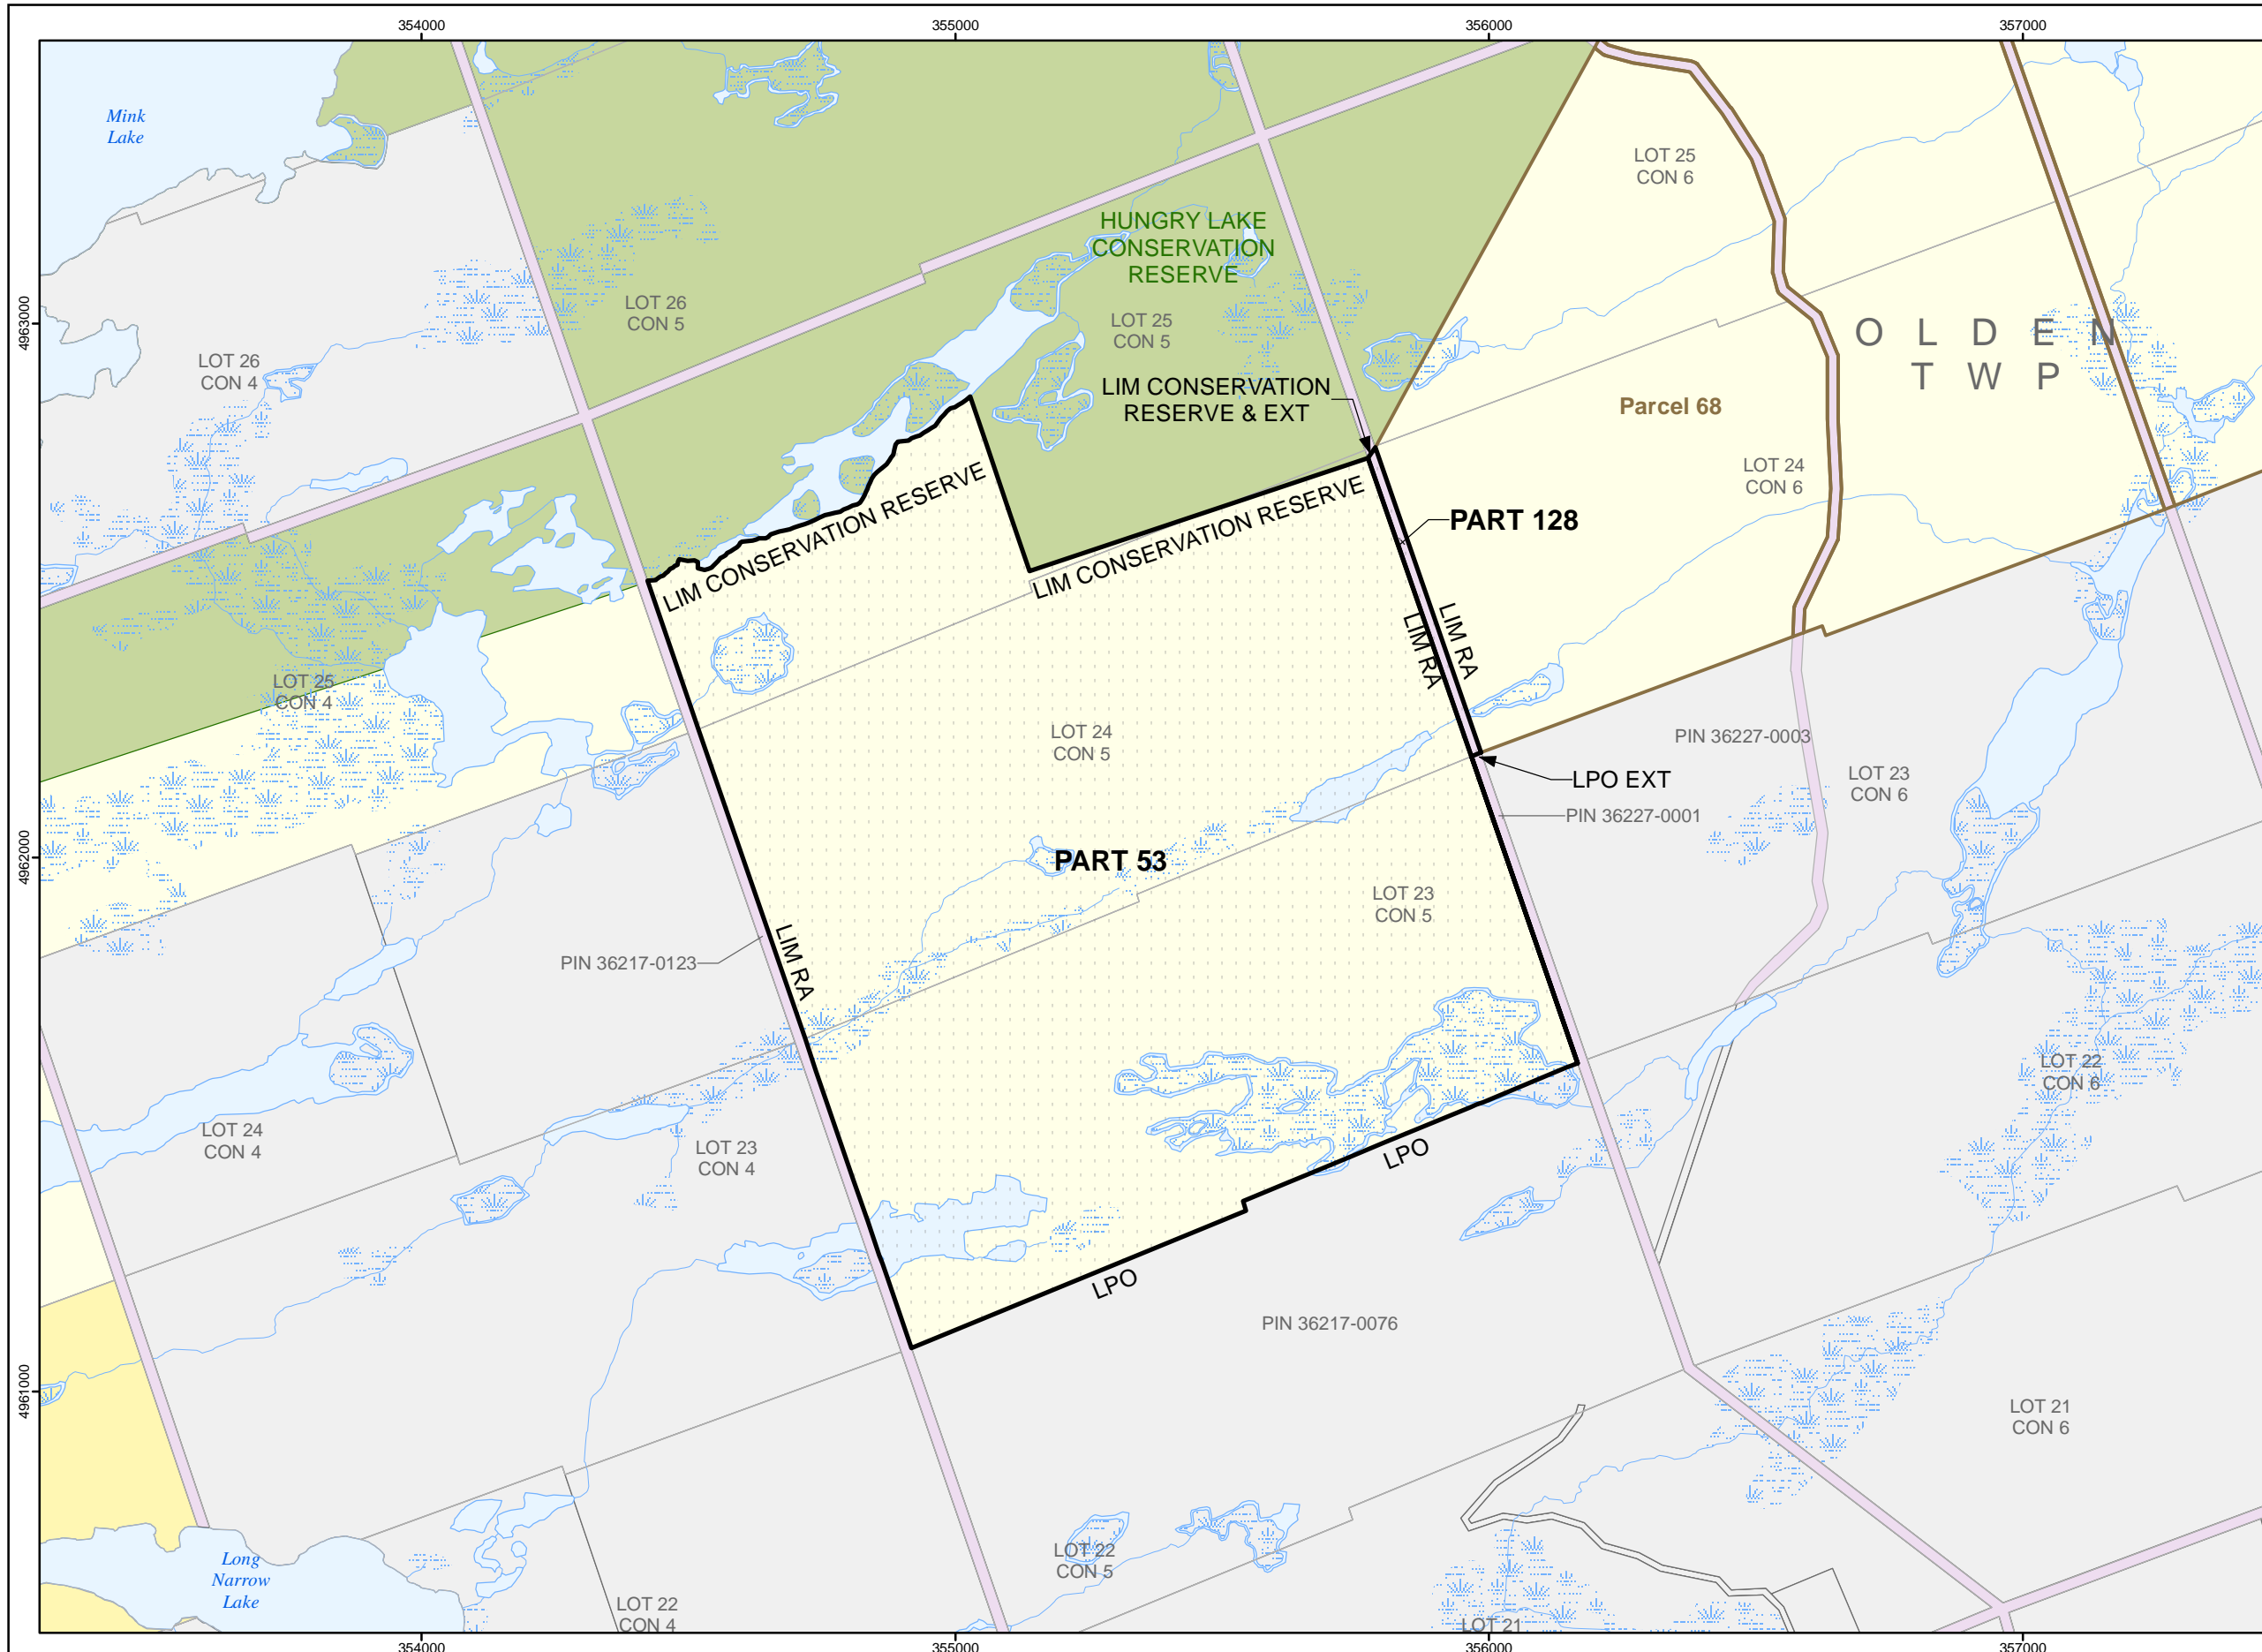 354000
355000
356000
357000
Mink
Lake
LOT 25
CON 6
HUNGRY LAKE
CONSERVATION
RESERVE
4963000
LOT 26
CON 5
LOT 25
CON 5
O L D E N
T W P
LOT 26
CON 4
LIM CONSERVATION
RESERVE & EXT
Parcel 68
LOT 24
CON 6
LIM CONSERVATION RESERVE
LIM CONSERVATION RESERVE
PART 128
LIM RA
LIM RA
LOT 25
CON 4
LOT 24
CON 5
PIN 36227-0003
LPO EXT
LOT 23
CON 6
PIN 36227-0001
4962000
PART 53
LOT 23
CON 5
LIM RA
PIN 36217-0123
LOT 22
CON 6
LOT 24
CON 4
LOT 23
CON 4
LPO
LPO
PIN 36217-0076
4961000
LOT 21
CON 6
Long
Narrow
Lake
LOT 22
CON 5
LOT 22
CON 4
LOT 21
354000
355000
356000
357000